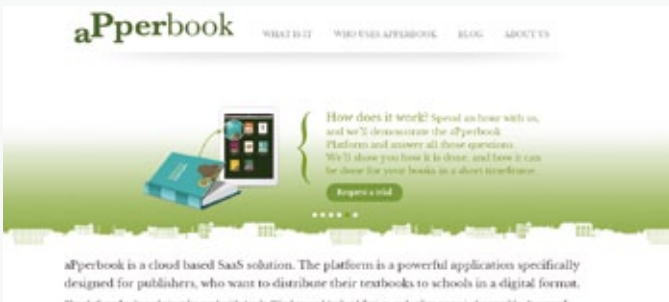 aPperbook
WHAT IS IT WHO USES APPERBOOK BLOG ABOUT US
How does it work? Spend an hour with us,
and we'll demonstrate the aPperbook
Platform and answer all those questions.
We'll show you how it is done, and how it can
be done for your books in a short timeframe.
Request a trial
aPperbook is a cloud based SaaS solution. The platform is a powerful application specifically
designed for publishers, who want to distribute their textbooks to schools in a digital format.